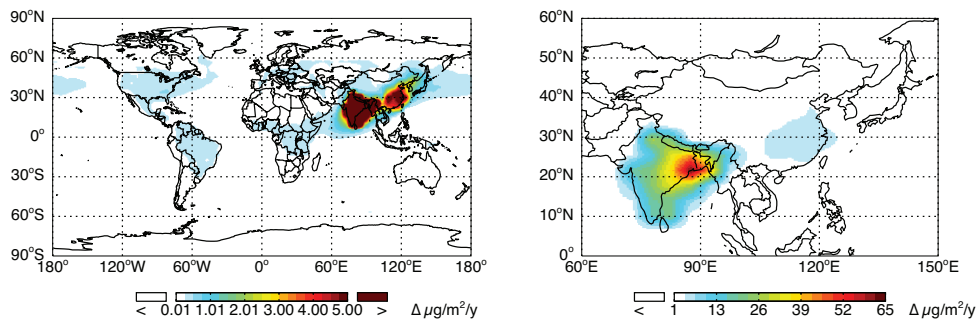 90°N
60°N
30°N
0°
30°S
60°S
90°S
180° 120°W 60°W 0° 60°E 120°E 180°
< 0.01 1.01 2.01 3.00 4.00 5.00 > Δ μg/m²/y
60°N
50°N
40°N
30°N
20°N
10°N
0°
60°E 90°E 120°E 150°E
< 1 13 26 39 52 65 Δ μg/m²/y